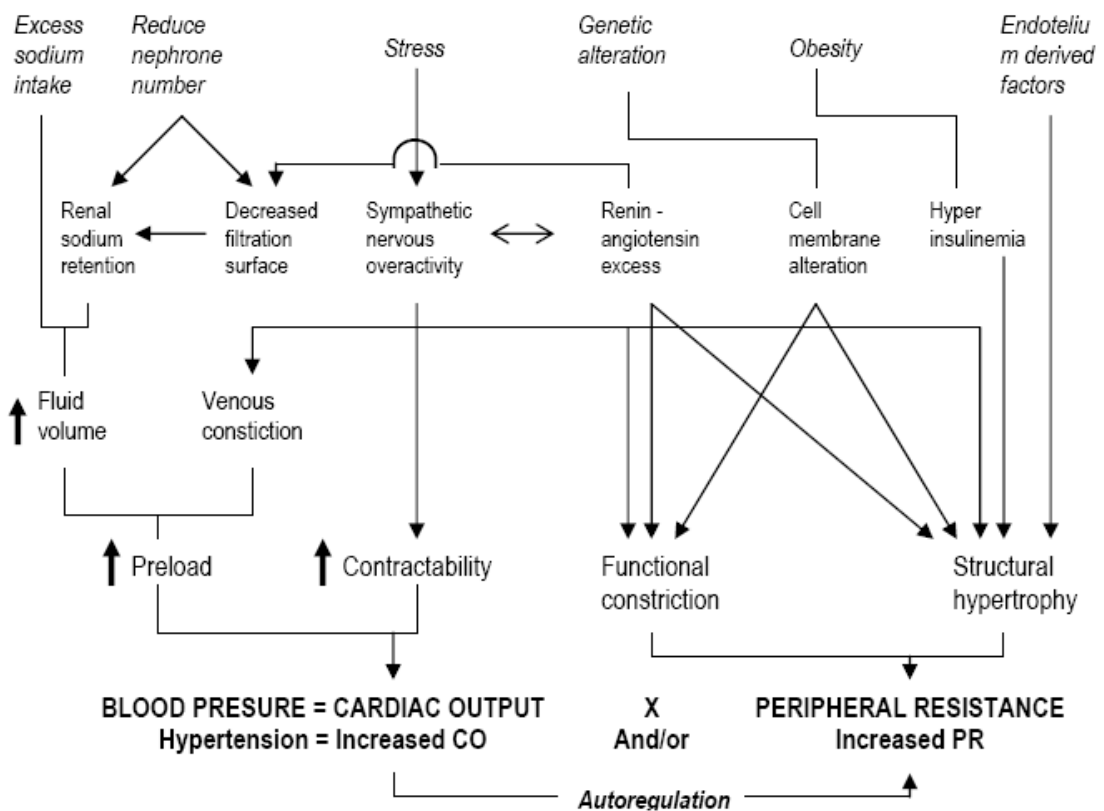 Excess
sodium
intake
Reduce
nephrone
number
Stress
Genetic
alteration
Obesity
Endoteliu
m derived
factors
Renal
sodium
retention
Decreased
filtration
surface
Sympathetic
nervous
overactivity
Renin -
angiotensin
excess
Cell
membrane
alteration
Hyper
insulinemia
Fluid
volume
Venous
constiction
Preload
Contractability
Functional
constriction
Structural
hypertrophy
BLOOD PRESURE = CARDIAC OUTPUT
Hypertension = Increased CO
X
And/or
PERIPHERAL RESISTANCE
Increased PR
Autoregulation